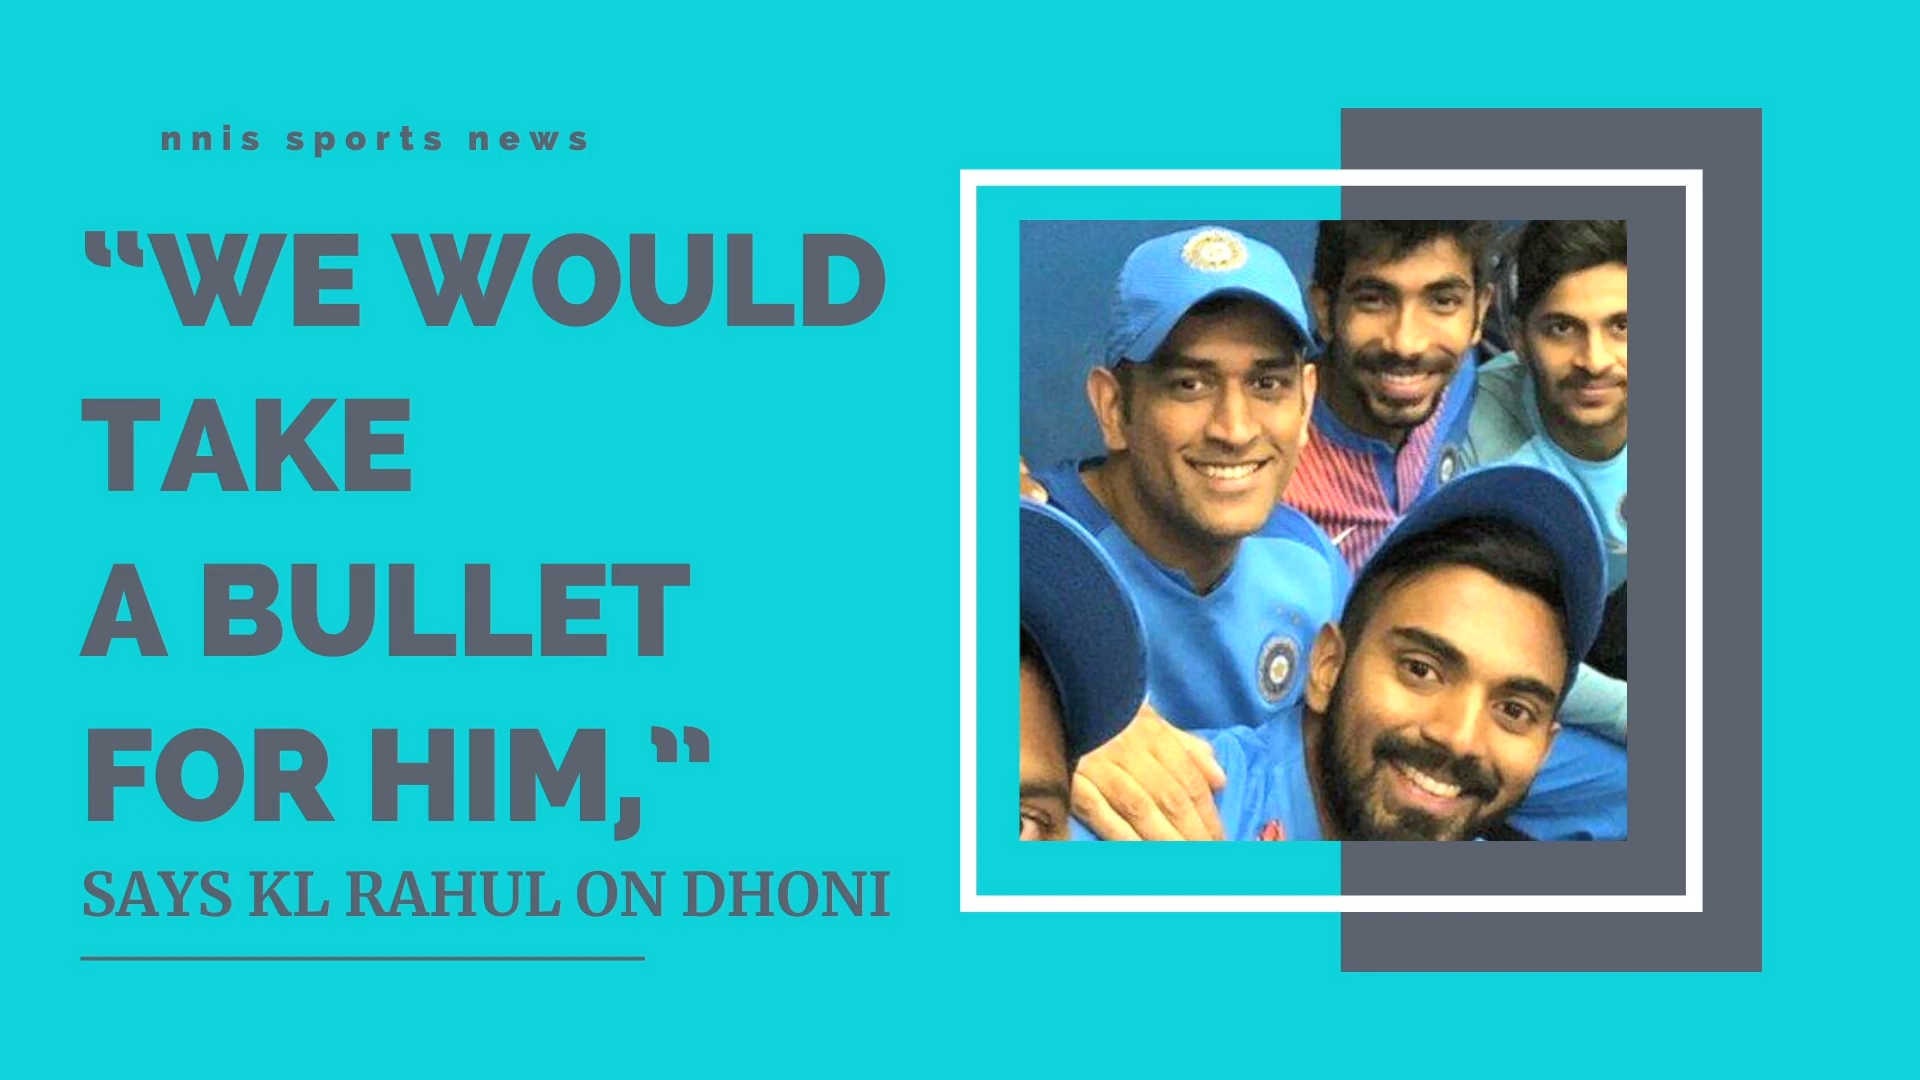 nnis sports news
“WE WOULD
TAKE
A BULLET
FOR HIM,”
SAYS KL RAHUL ON DHONI